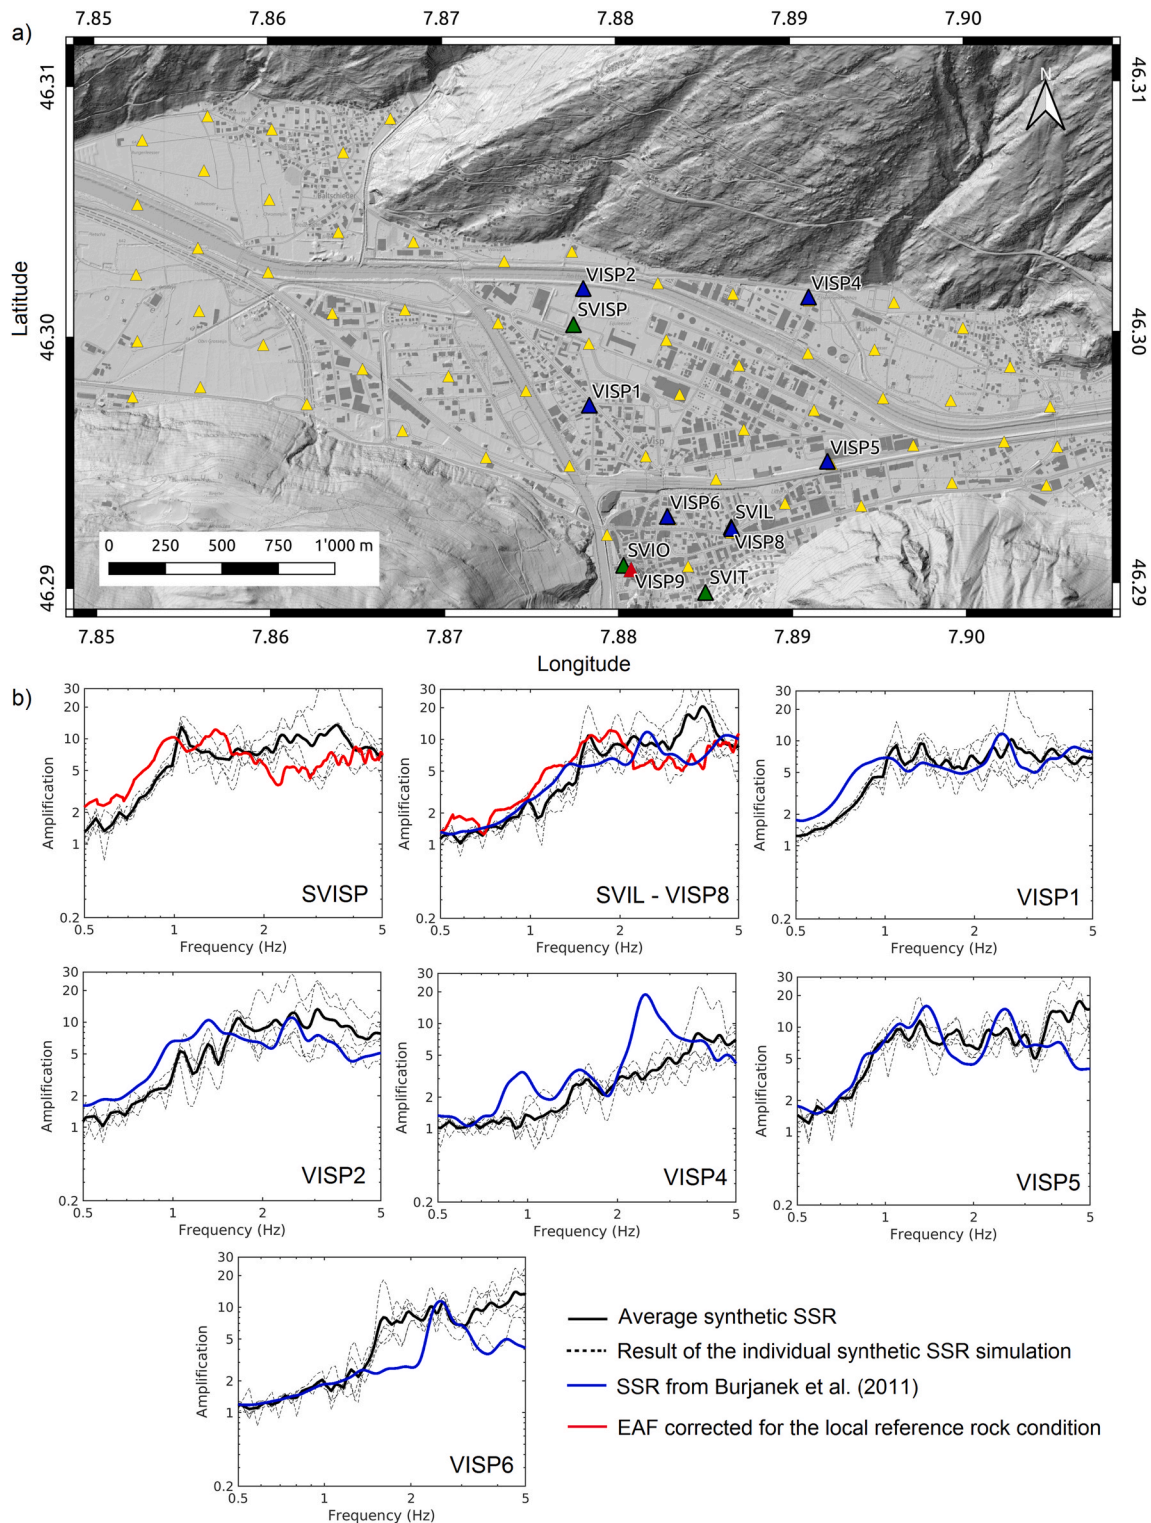 a)
7.85 7.86 7.87 7.88 7.89 7.90
46.31 46.31
N
VISP2
VISP4
SVISP
Latitude
46.30 46.30
VISP1
Visp
VISP5
VISP6
SVIL
VISP8
0 250 500 750 1'000 m
SVIO
VISP9
SVIT
46.29 46.29
7.85 7.86 7.87 7.88 7.89 7.90
Longitude
b)
30
20
10
5
2
1
0.2
Amplification
0.5 1 2 5
Frequency (Hz)
SVISP
30
20
10
5
2
1
0.2
Amplification
0.5 1 2 5
Frequency (Hz)
SVIL - VISP8
30
20
10
5
2
1
0.2
Amplification
0.5 1 2 5
Frequency (Hz)
VISP1
30
20
10
5
2
1
0.2
Amplification
0.5 1 2 5
Frequency (Hz)
VISP2
30
20
10
5
2
1
0.2
Amplification
0.5 1 2 5
Frequency (Hz)
VISP4
30
20
10
5
2
1
0.2
Amplification
0.5 1 2 5
Frequency (Hz)
VISP5
30
20
10
5
2
1
0.2
Amplification
0.5 1 2 5
Frequency (Hz)
VISP6
Average synthetic SSR
Result of the individual synthetic SSR simulation
SSR from Burjanek et al. (2011)
EAF corrected for the local reference rock condition